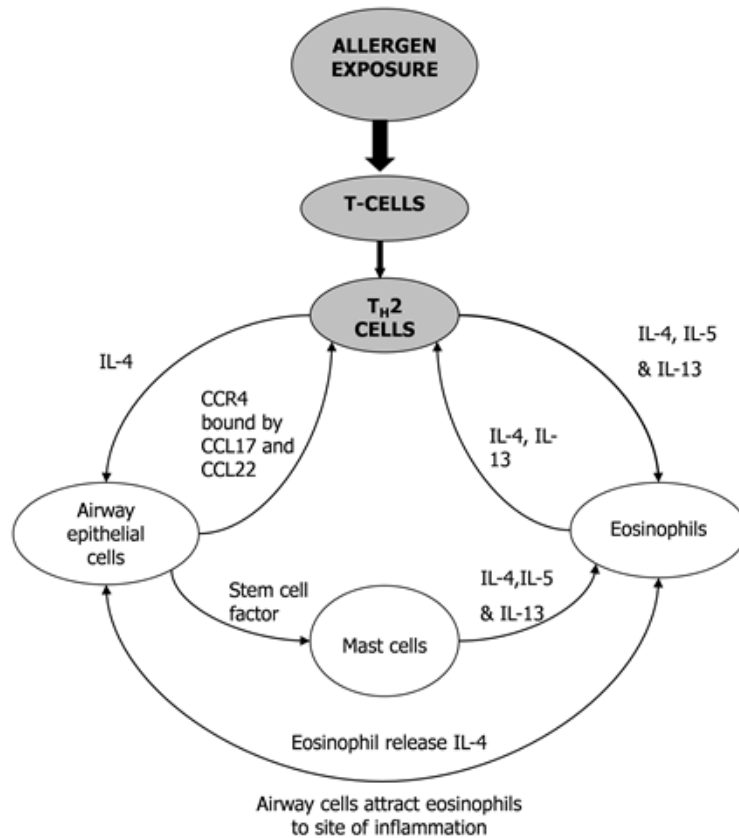 ALLERGEN
EXPOSURE
T-CELLS
TH2
CELLS
IL-4
IL-4, IL-5
& IL-13
CCR4
bound by
CCL17 and
CCL22
IL-4, IL-
13
Airway
epithelial
cells
Eosinophils
Stem cell
factor
IL-4,IL-5
& IL-13
Mast cells
Eosinophil release IL-4
Airway cells attract eosinophils
to site of inflammation